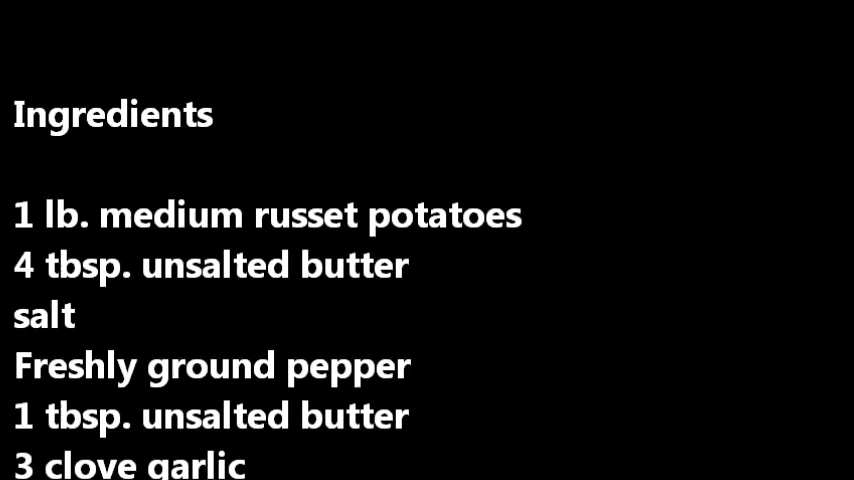 Ingredients
1 lb. medium russet potatoes
4 tbsp. unsalted butter
salt
Freshly ground pepper
1 tbsp. unsalted butter
3 clove garlic